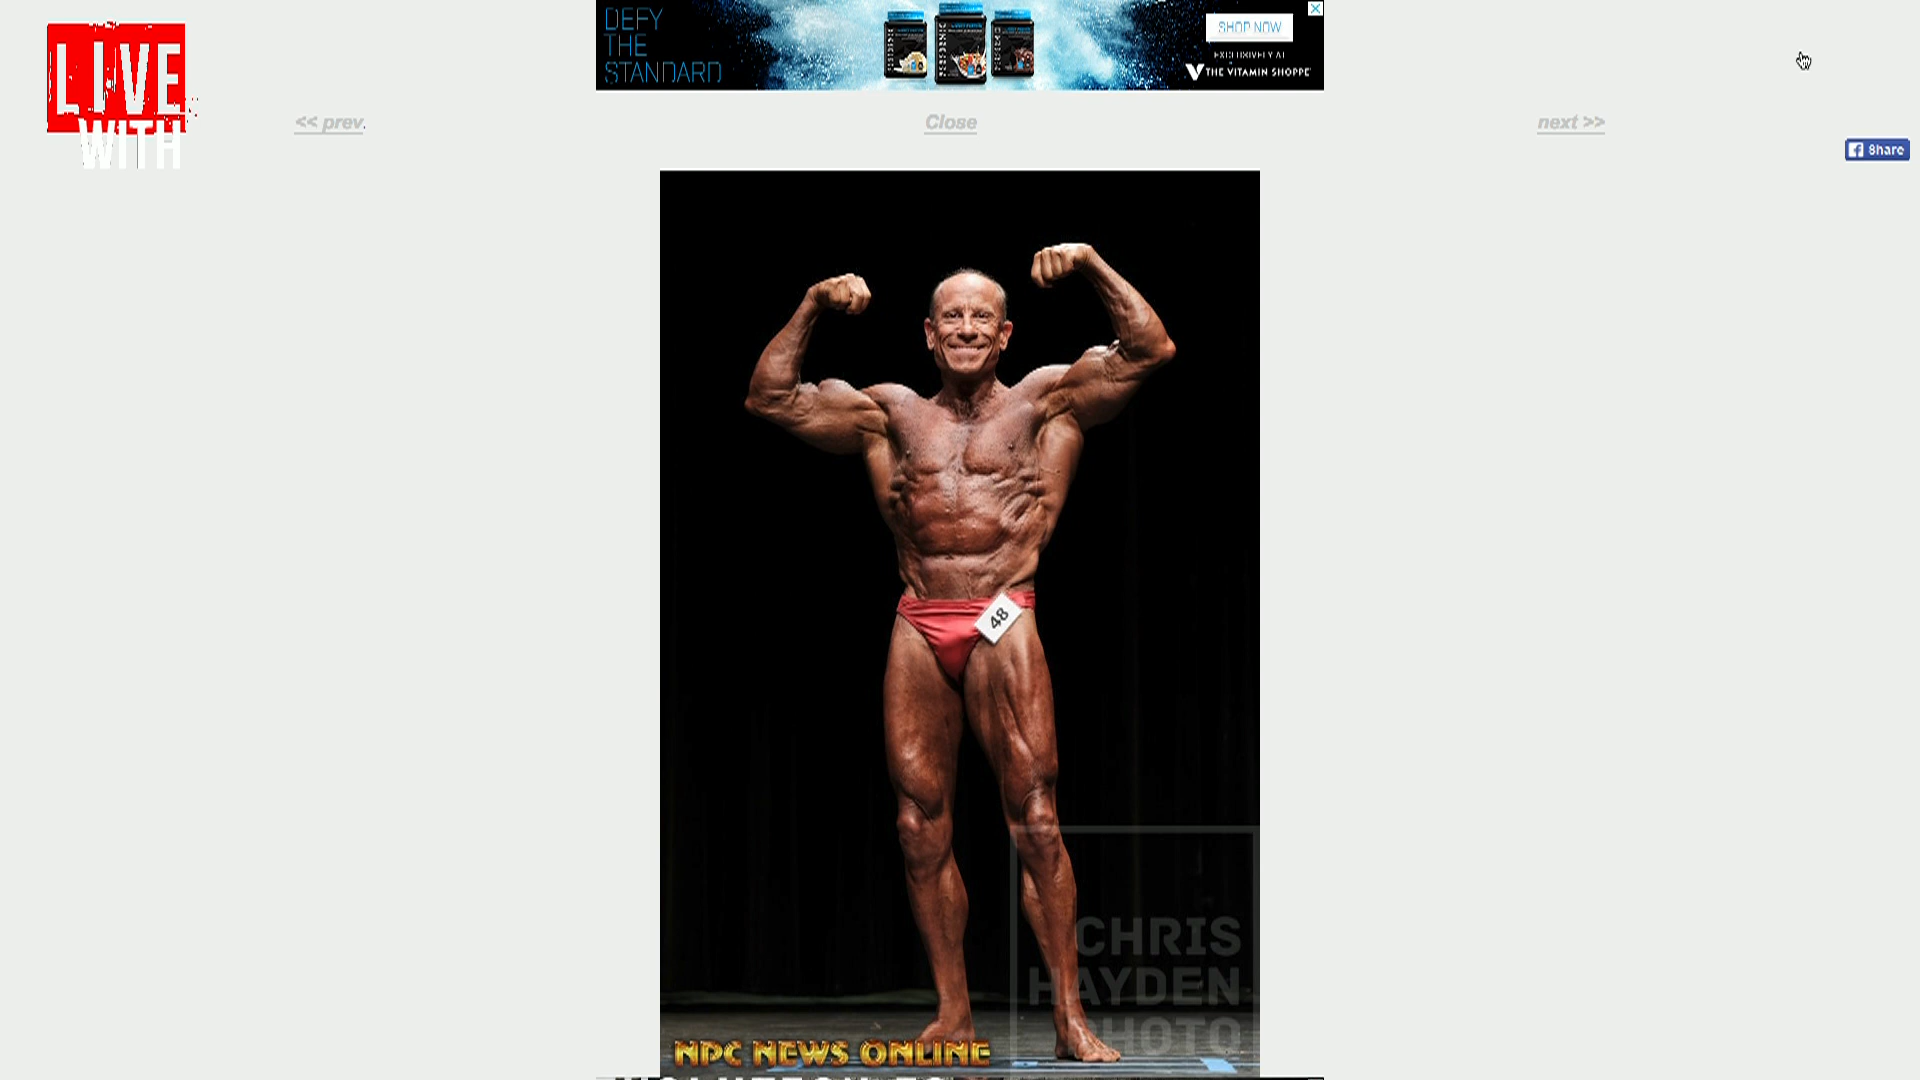 LIVE
WITH
DEFY
THE
STANDARD
SHOP NOW
EXCLUSIVELY AT
THE VITAMIN SHOPPE
<< prev.
Close
next >>
Share
48
CHRIS
HAYDEN
PHOTO
NPC NEWS ONLINE